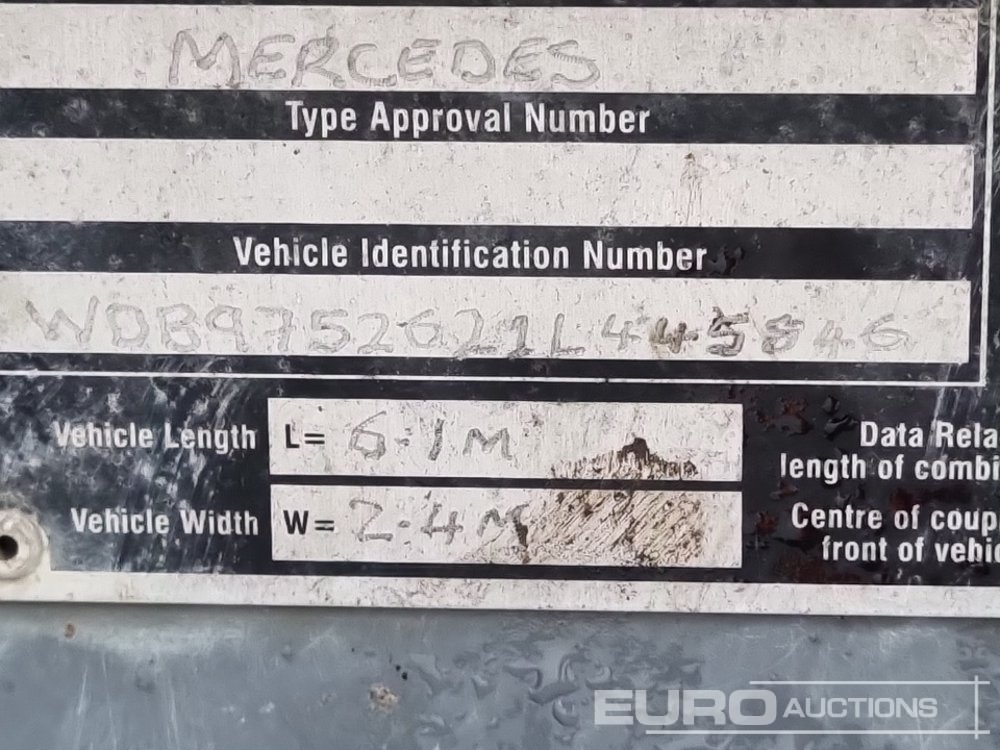 MERCEDES
Type Approval Number
Vehicle Identification Number
WDB9752621L445846
Vehicle Length L= 6.1M
Vehicle Width W= 2.4M
Data Rela
length of combi
Centre of coup
front of vehic
EURO AUCTIONS